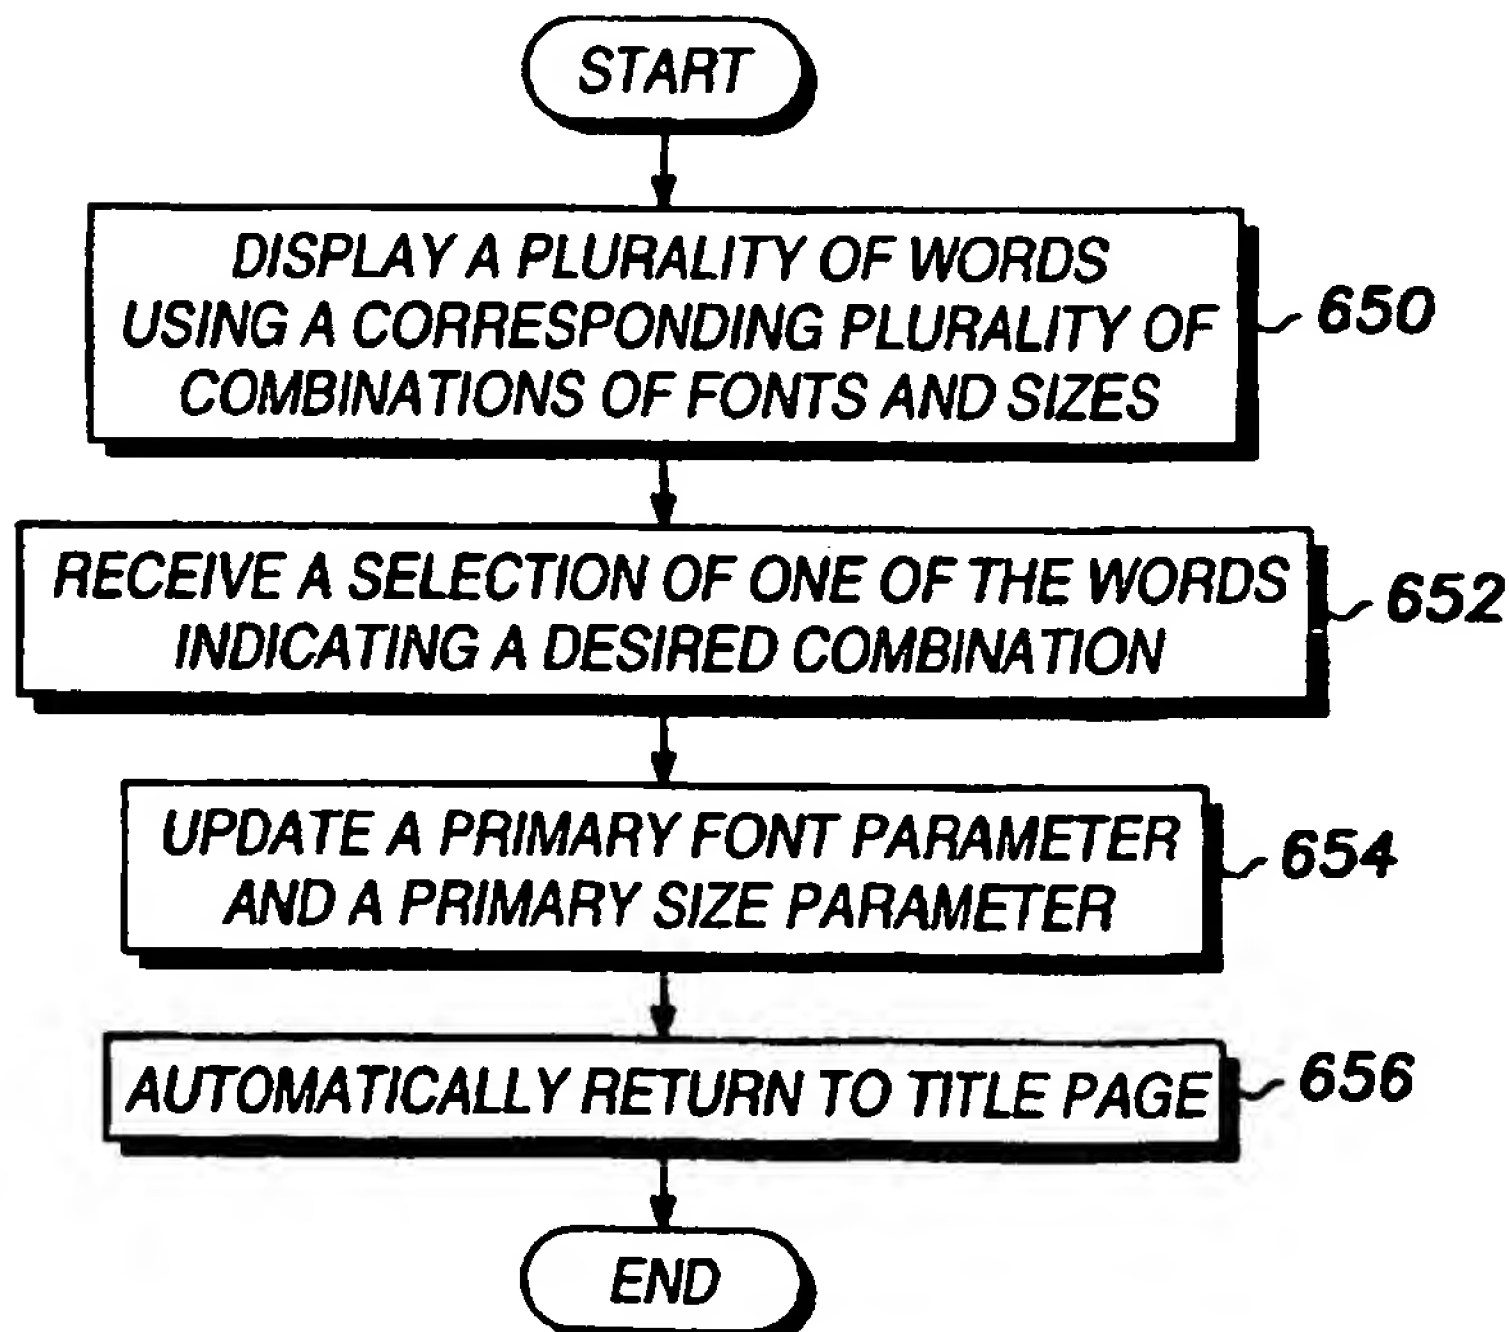 START
DISPLAY A PLURALITY OF WORDS
USING A CORRESPONDING PLURALITY OF
COMBINATIONS OF FONTS AND SIZES
650
RECEIVE A SELECTION OF ONE OF THE WORDS
INDICATING A DESIRED COMBINATION
652
UPDATE A PRIMARY FONT PARAMETER
AND A PRIMARY SIZE PARAMETER
654
AUTOMATICALLY RETURN TO TITLE PAGE
656
END